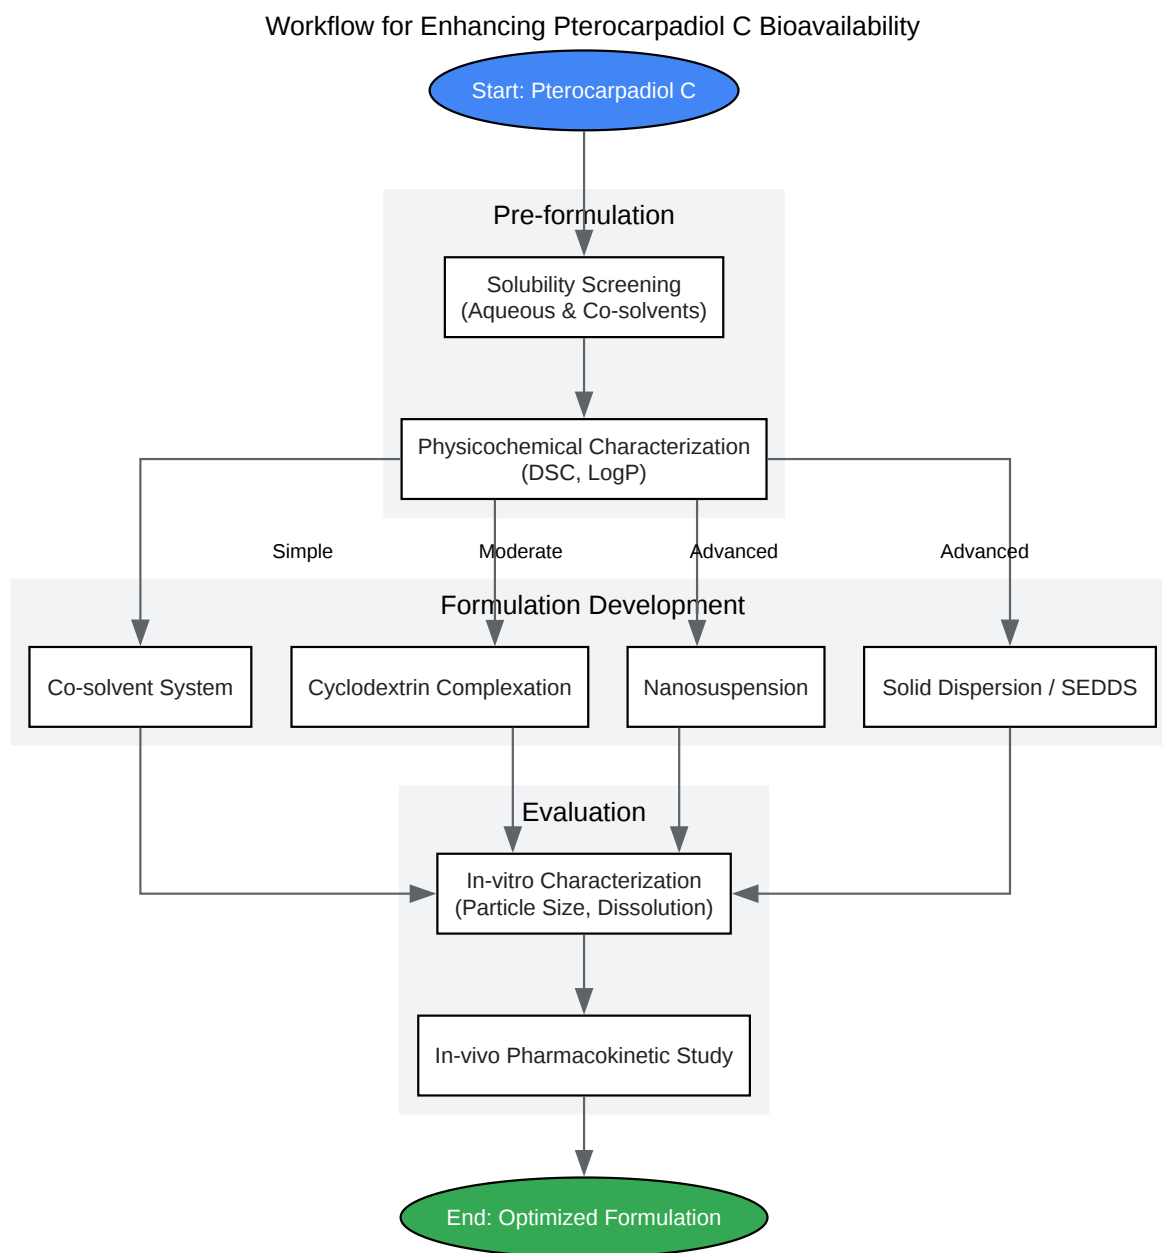 Workflow for Enhancing Pterocarpadiol C Bioavailability
Start: Pterocarpadiol C
Pre-formulation
Solubility Screening
(Aqueous & Co-solvents)
Physicochemical Characterization
(DSC, LogP)
Simple
Moderate
Advanced
Advanced
Formulation Development
Co-solvent System
Cyclodextrin Complexation
Nanosuspension
Solid Dispersion / SEDDS
Evaluation
In-vitro Characterization
(Particle Size, Dissolution)
In-vivo Pharmacokinetic Study
End: Optimized Formulation